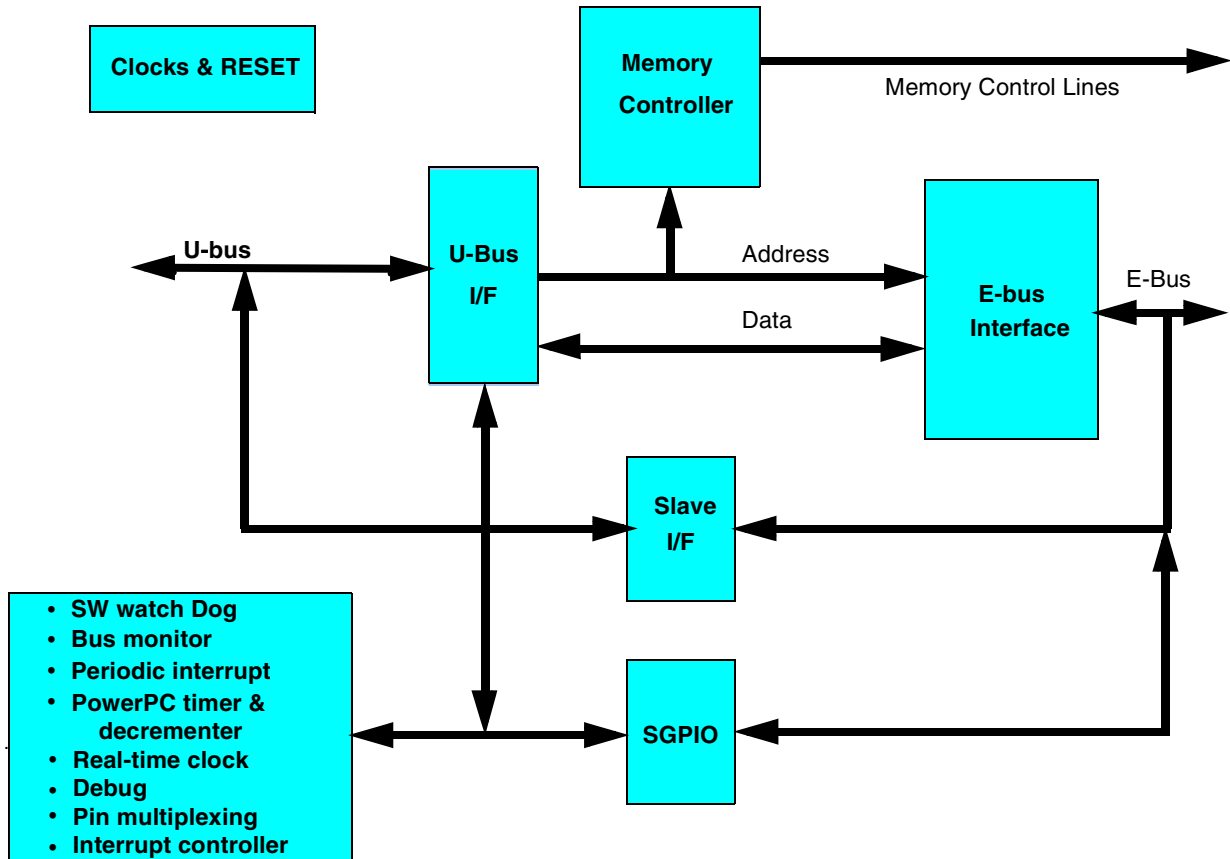 Clocks & RESET
Memory
Controller
Memory Control Lines
U-bus
U-Bus
I/F
Address
Data
E-bus
Interface
E-Bus
Slave
I/F
• SW watch Dog
• Bus monitor
• Periodic interrupt
• PowerPC timer &
decrementer
• Real-time clock
• Debug
• Pin multiplexing
• Interrupt controller
SGPIO